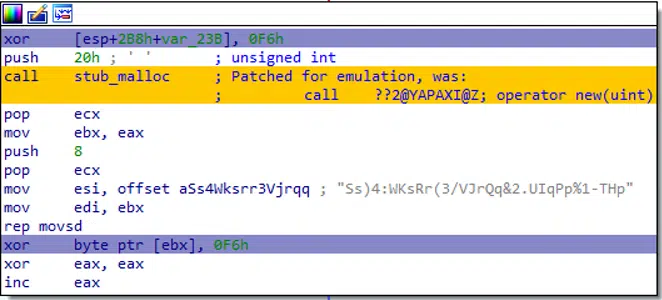 xor [esp+2B8h+var_23B], 0F6h
push 20h ; ' ' ; unsigned int
call stub_malloc ; Patched for emulation, was:
; call ??2@YAPAXI@Z; operator new(uint)
pop ecx
mov ebx, eax
push 8
pop ecx
mov esi, offset aSs4Wksrr3Vjrqq ; "Ss)4:WKsRr(3/VJrQq&2.UIqPp%1-THp"
mov edi, ebx
rep movsd
xor byte ptr [ebx], 0F6h
xor eax, eax
inc eax